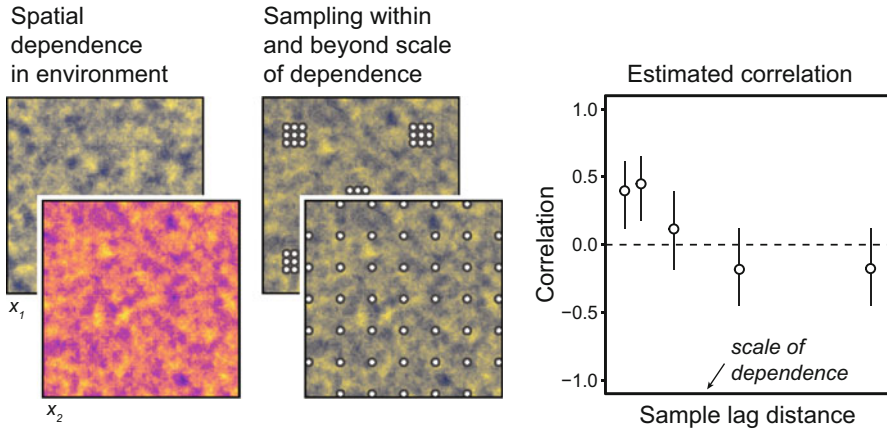 Spatial
dependence
in environment
x1
x2
Sampling within
and beyond scale
of dependence
Estimated correlation
Correlation
1.0
0.5
0.0
−0.5
−1.0
scale of
dependence
Sample lag distance